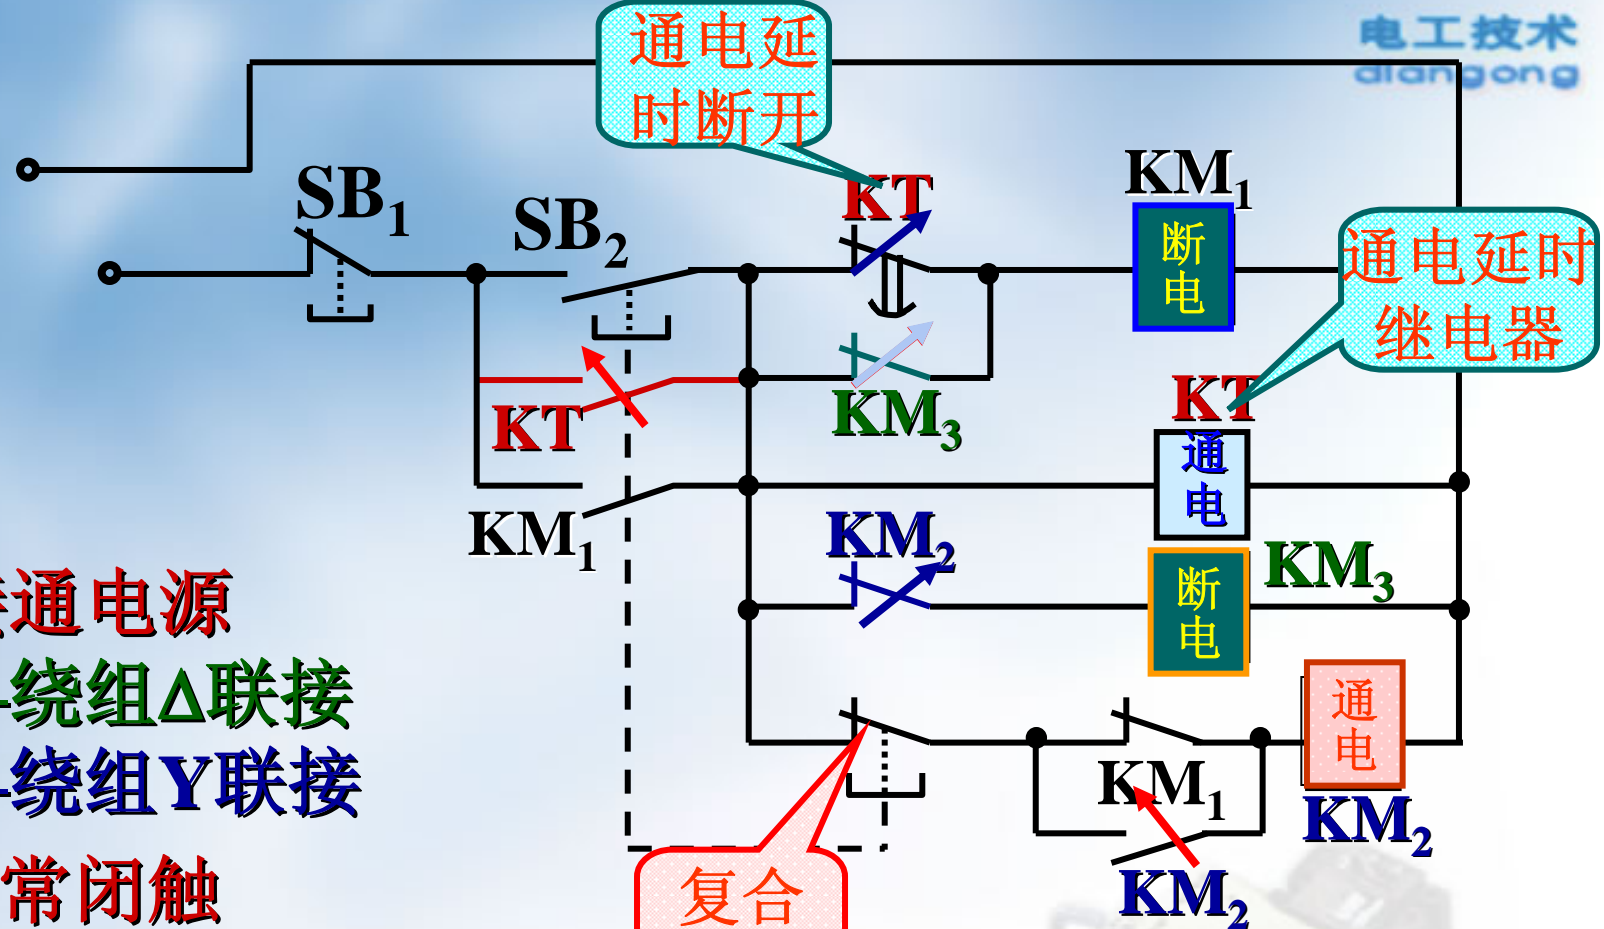 通电延
时断开
电工技术
diangong
SB1
SB2
KT
KM1
断
电
通电延时
继电器
KT
KM3
KT
通
电
KM1
KM2
断
电
KM3
通电源
-绕组Δ联接
-绕组Y联接
常闭触
KM1
通
电
KM2
复合
KM2